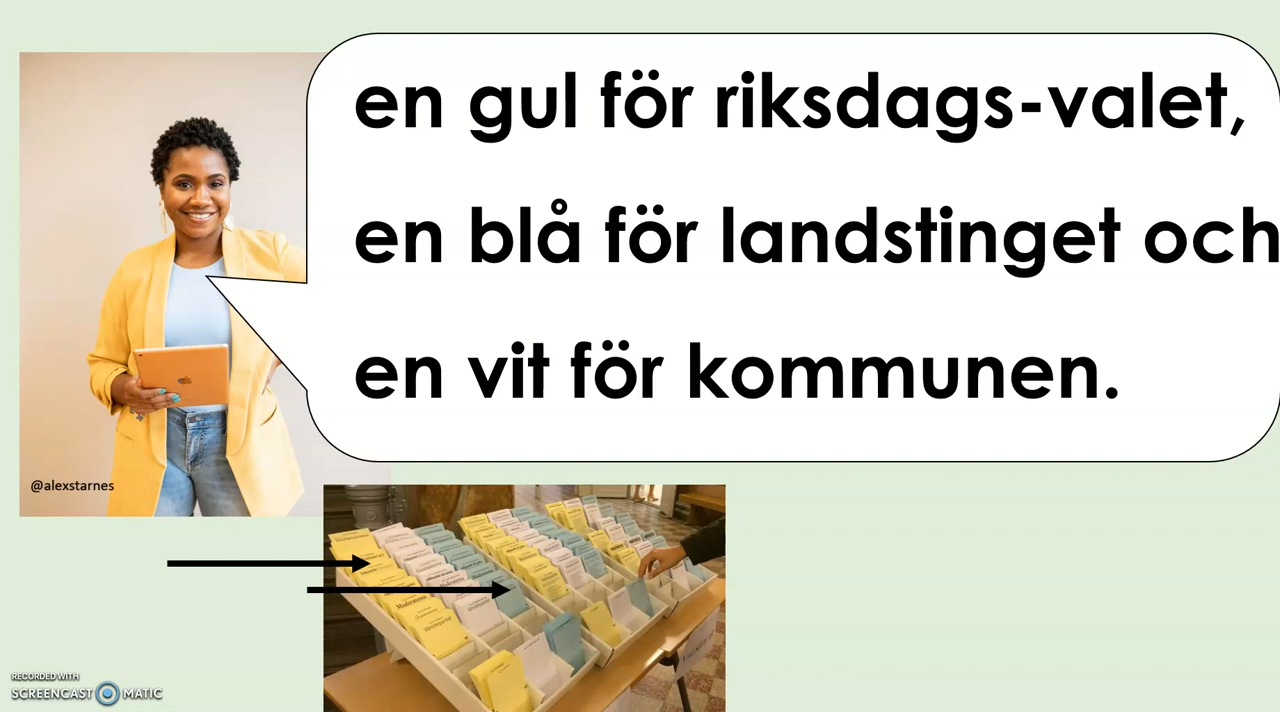 en gul för riksdags-valet,
en blå för landstinget och
en vit för kommunen.
@alexstarnes
RECORDED WITH
SCREENCAST MATIC